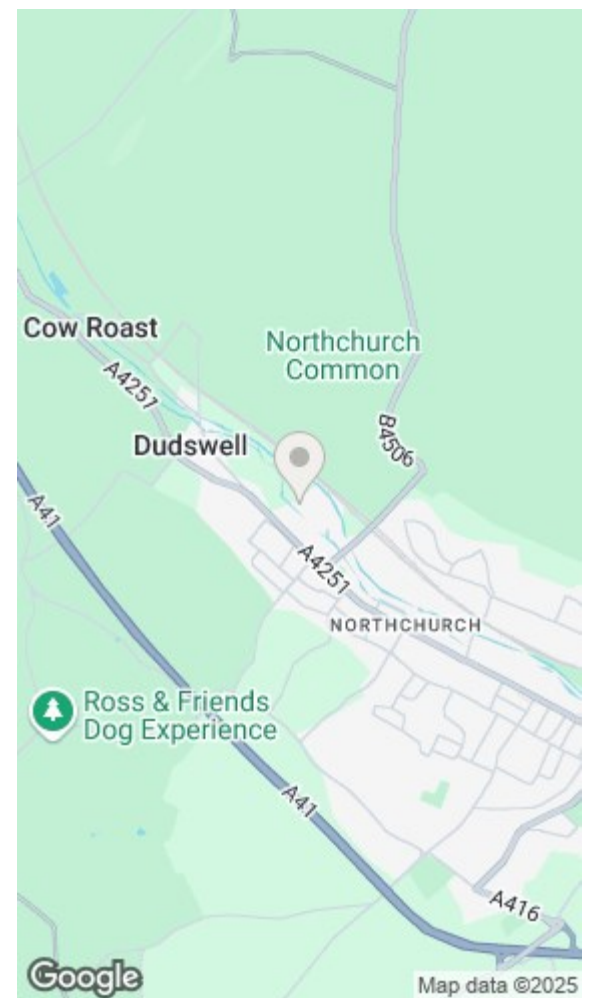 Cow Roast
Northchurch
Common
A4251
B4506
Dudswell
A41
A4251
NORTHCHURCH
Ross & Friends
Dog Experience
A41
A416
Google
Map data ©2025